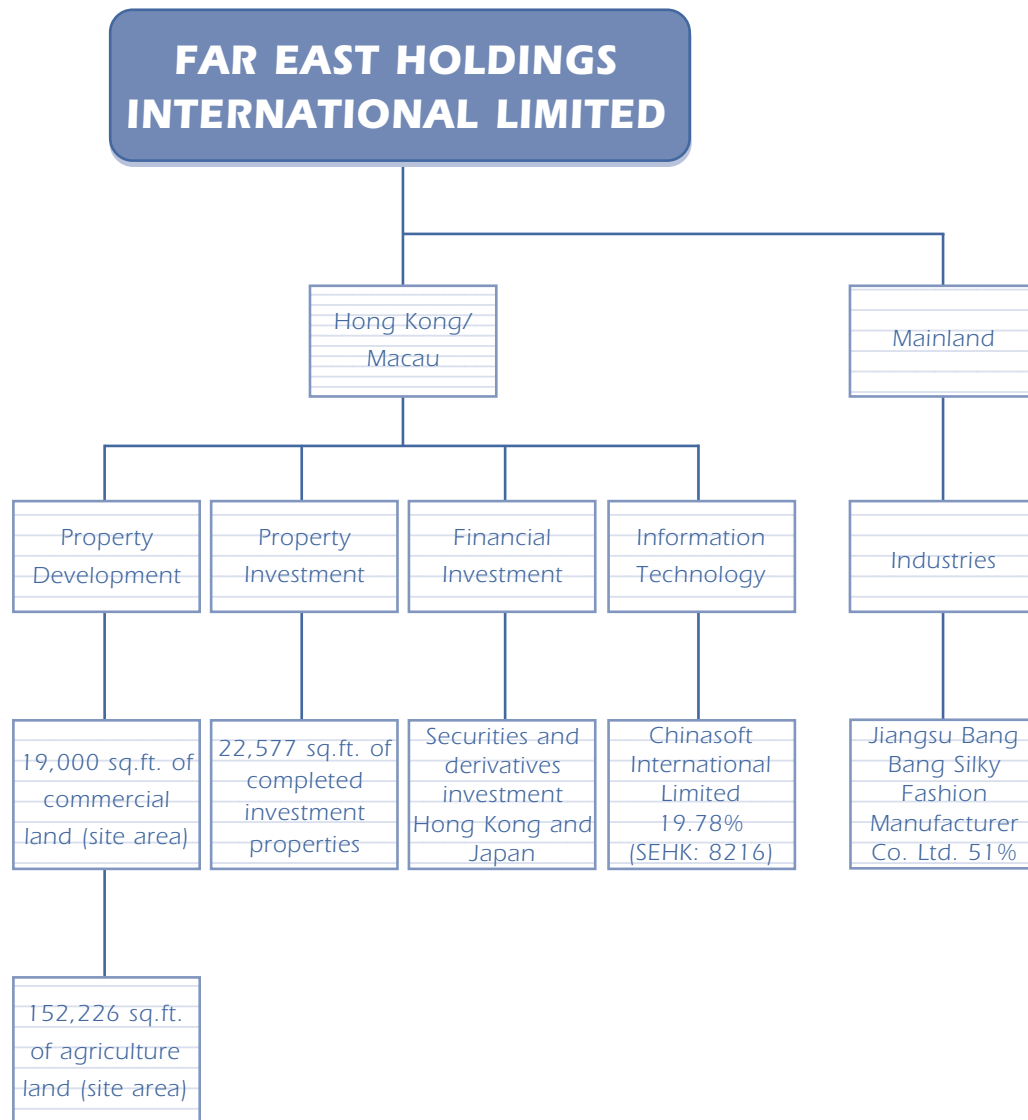 FAR EAST HOLDINGS
INTERNATIONAL LIMITED
Hong Kong/
Macau
Mainland
Property
Development
Property
Investment
Financial
Investment
Information
Technology
Industries
19,000 sq.ft. of
commercial
land (site area)
22,577 sq.ft. of
completed
investment
properties
Securities and
derivatives
investment
Hong Kong and
Japan
Chinasoft
International
Limited
19.78%
(SEHK: 8216)
Jiangsu Bang
Bang Silky
Fashion
Manufacturer
Co. Ltd. 51%
152,226 sq.ft.
of agriculture
land (site area)